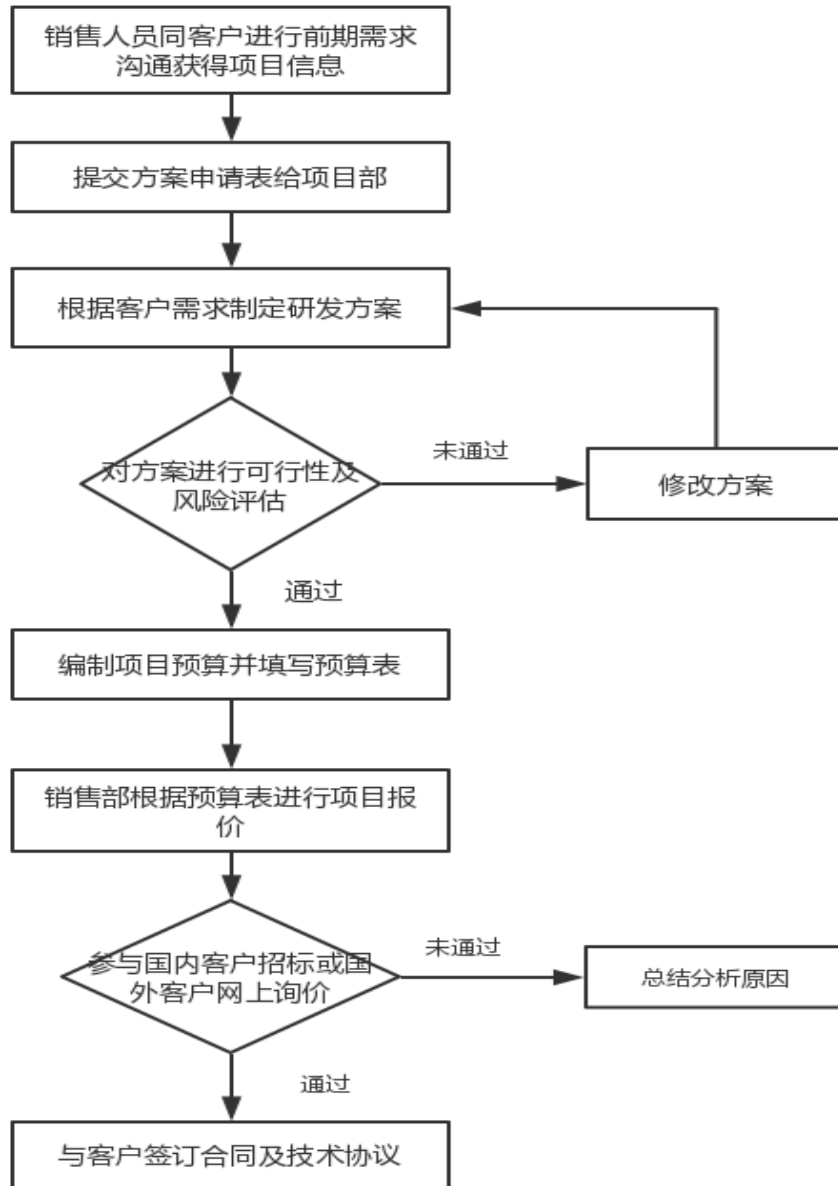 销售人员同客户进行前期需求
沟通获得项目信息
提交方案申请表给项目部
根据客户需求制定研发方案
对方案进行可行性及
风险评估
未通过
修改方案
通过
编制项目预算并填写预算表
销售部根据预算表进行项目报
价
参与国内客户招标或国
外客户网上询价
未通过
总结分析原因
通过
与客户签订合同及技术协议